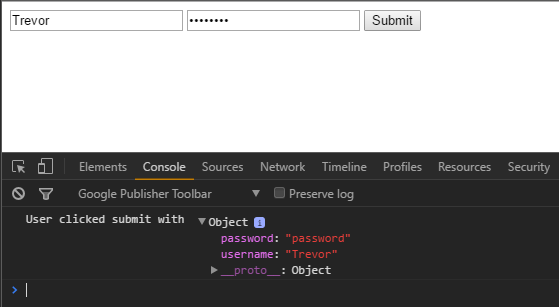 Trevor •••••••• Submit
Elements Console Sources Network Timeline Profiles Resources Security
Google Publisher Toolbar ▼ Preserve log
User clicked submit with ▼Object i
password: "password"
username: "Trevor"
▶__proto__: Object
>